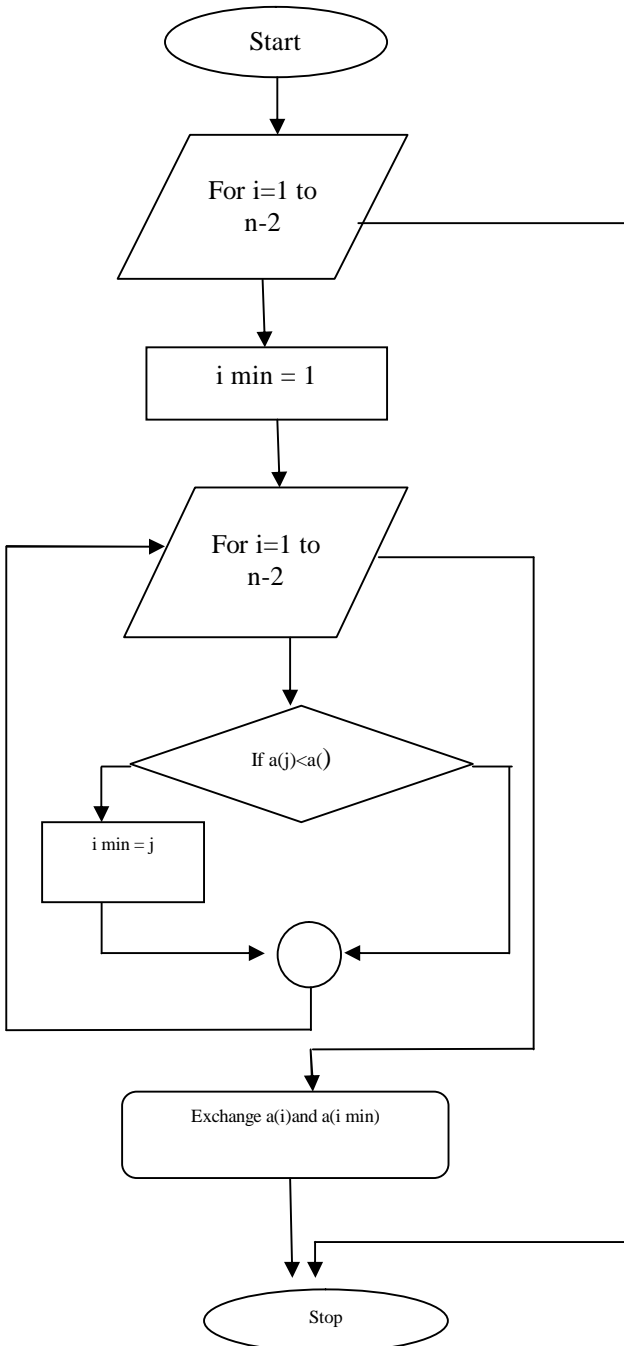 Start
For i=1 to
n-2
i min = 1
For i=1 to
n-2
If a(j)<a()
i min = j
Exchange a(i)and a(i min)
Stop